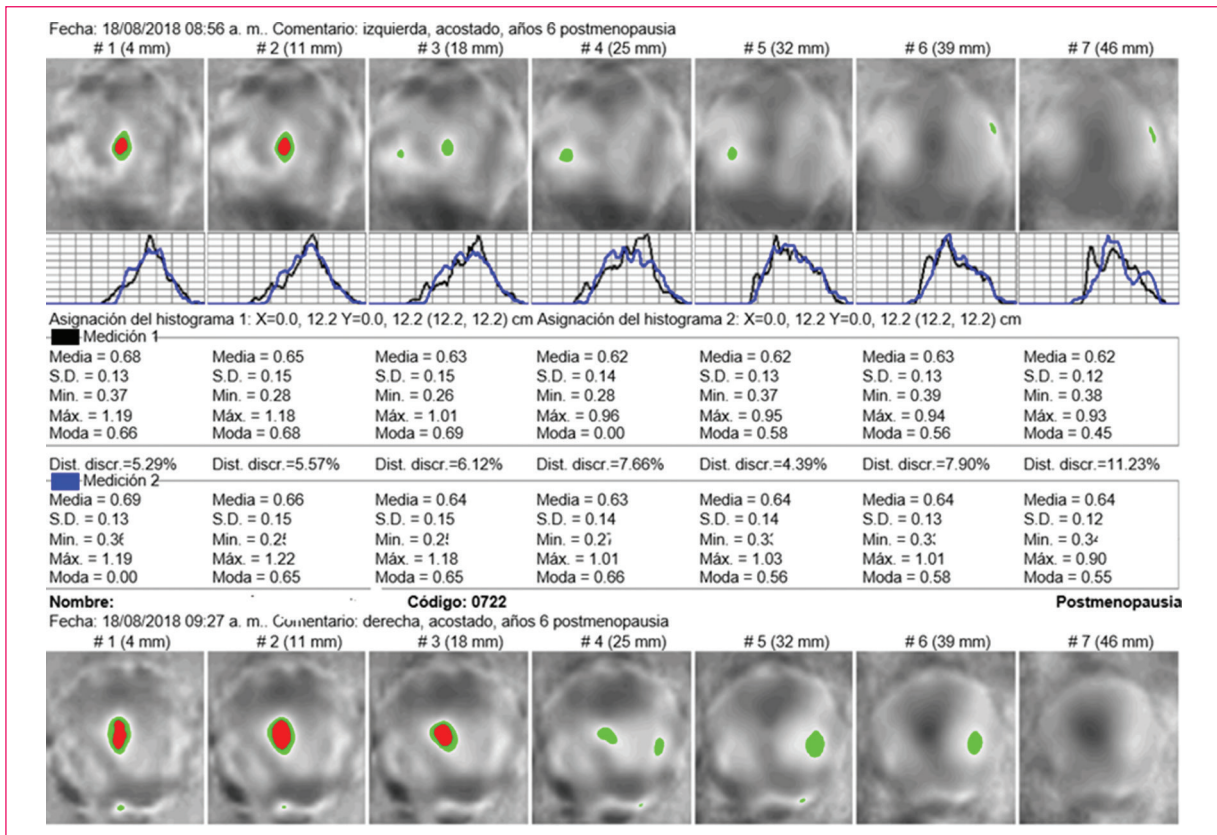 Fecha: 18/08/2018 08:56 a. m.. Comentario: izquierda, acostado, años 6 postmenopausia
# 1 (4 mm) # 2 (11 mm) # 3 (18 mm) # 4 (25 mm) # 5 (32 mm) # 6 (39 mm) # 7 (46 mm)
Asignación del histograma 1: X=0.0, 12.2 Y=0.0, 12.2 (12.2, 12.2) cm Asignación del histograma 2: X=0.0, 12.2 Y=0.0, 12.2 (12.2, 12.2) cm
Medición 1
Media = 0.68 Media = 0.65 Media = 0.63 Media = 0.62 Media = 0.62 Media = 0.63 Media = 0.62
S.D. = 0.13 S.D. = 0.15 S.D. = 0.15 S.D. = 0.14 S.D. = 0.13 S.D. = 0.13 S.D. = 0.12
Min. = 0.37 Min. = 0.28 Min. = 0.26 Min. = 0.28 Min. = 0.37 Min. = 0.39 Min. = 0.38
Máx. = 1.19 Máx. = 1.18 Máx. = 1.01 Máx. = 0.96 Máx. = 0.95 Máx. = 0.94 Máx. = 0.93
Moda = 0.66 Moda = 0.68 Moda = 0.69 Moda = 0.00 Moda = 0.58 Moda = 0.56 Moda = 0.45
Dist. discr.=5.29% Dist. discr.=5.57% Dist. discr.=6.12% Dist. discr.=7.66% Dist. discr.=4.39% Dist. discr.=7.90% Dist. discr.=11.23%
Medición 2
Media = 0.69 Media = 0.66 Media = 0.64 Media = 0.63 Media = 0.64 Media = 0.64 Media = 0.64
S.D. = 0.13 S.D. = 0.15 S.D. = 0.15 S.D. = 0.14 S.D. = 0.14 S.D. = 0.13 S.D. = 0.12
Min. = Min. = Min. = Min. = Min. = Min. = Min. =
Máx. = 1.19 Máx. = 1.22 Máx. = 1.18 Máx. = 1.01 Máx. = 1.03 Máx. = 1.01 Máx. = 0.90
Moda = 0.00 Moda = 0.65 Moda = 0.65 Moda = 0.66 Moda = 0.56 Moda = 0.58 Moda = 0.55
Nombre: Código: 0722 Postmenopausia
Fecha: 18/08/2018 09:27 a. m.. Comentario: derecha, acostado, años 6 postmenopausia
# 1 (4 mm) # 2 (11 mm) # 3 (18 mm) # 4 (25 mm) # 5 (32 mm) # 6 (39 mm) # 7 (46 mm)